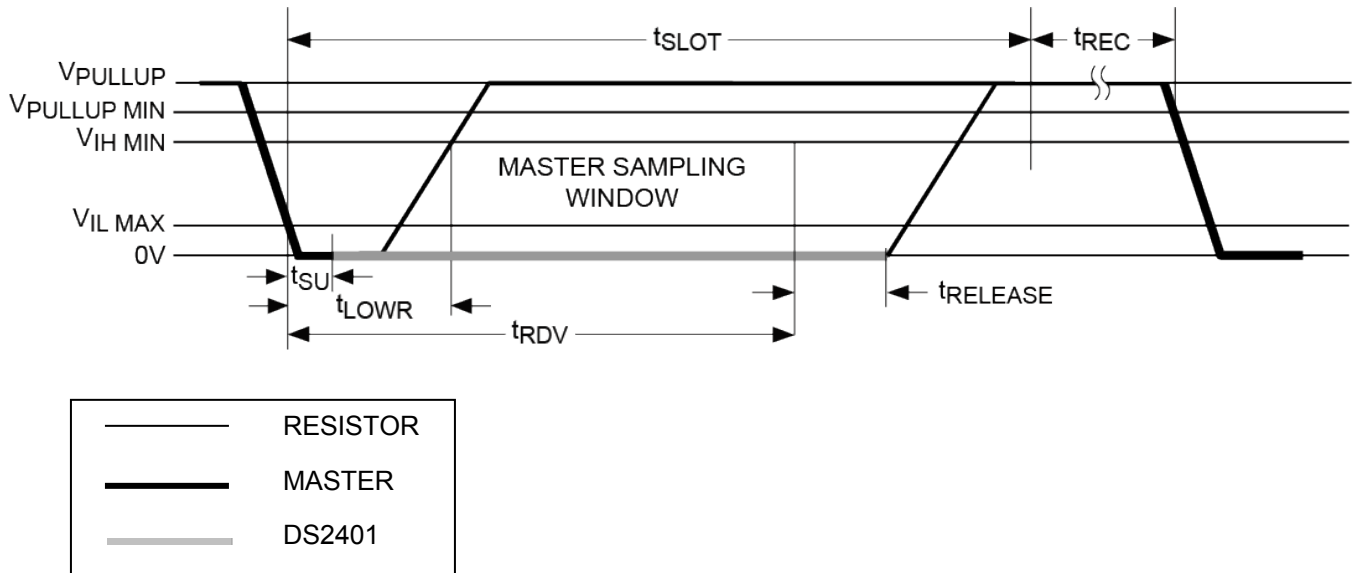 tSLOT
tREC
VPULLUP
VPULLUP MIN
VIH MIN
MASTER SAMPLING
WINDOW
VIL MAX
0V
tSU
tLOWR
tRELEASE
tRDV
RESISTOR
MASTER
DS2401